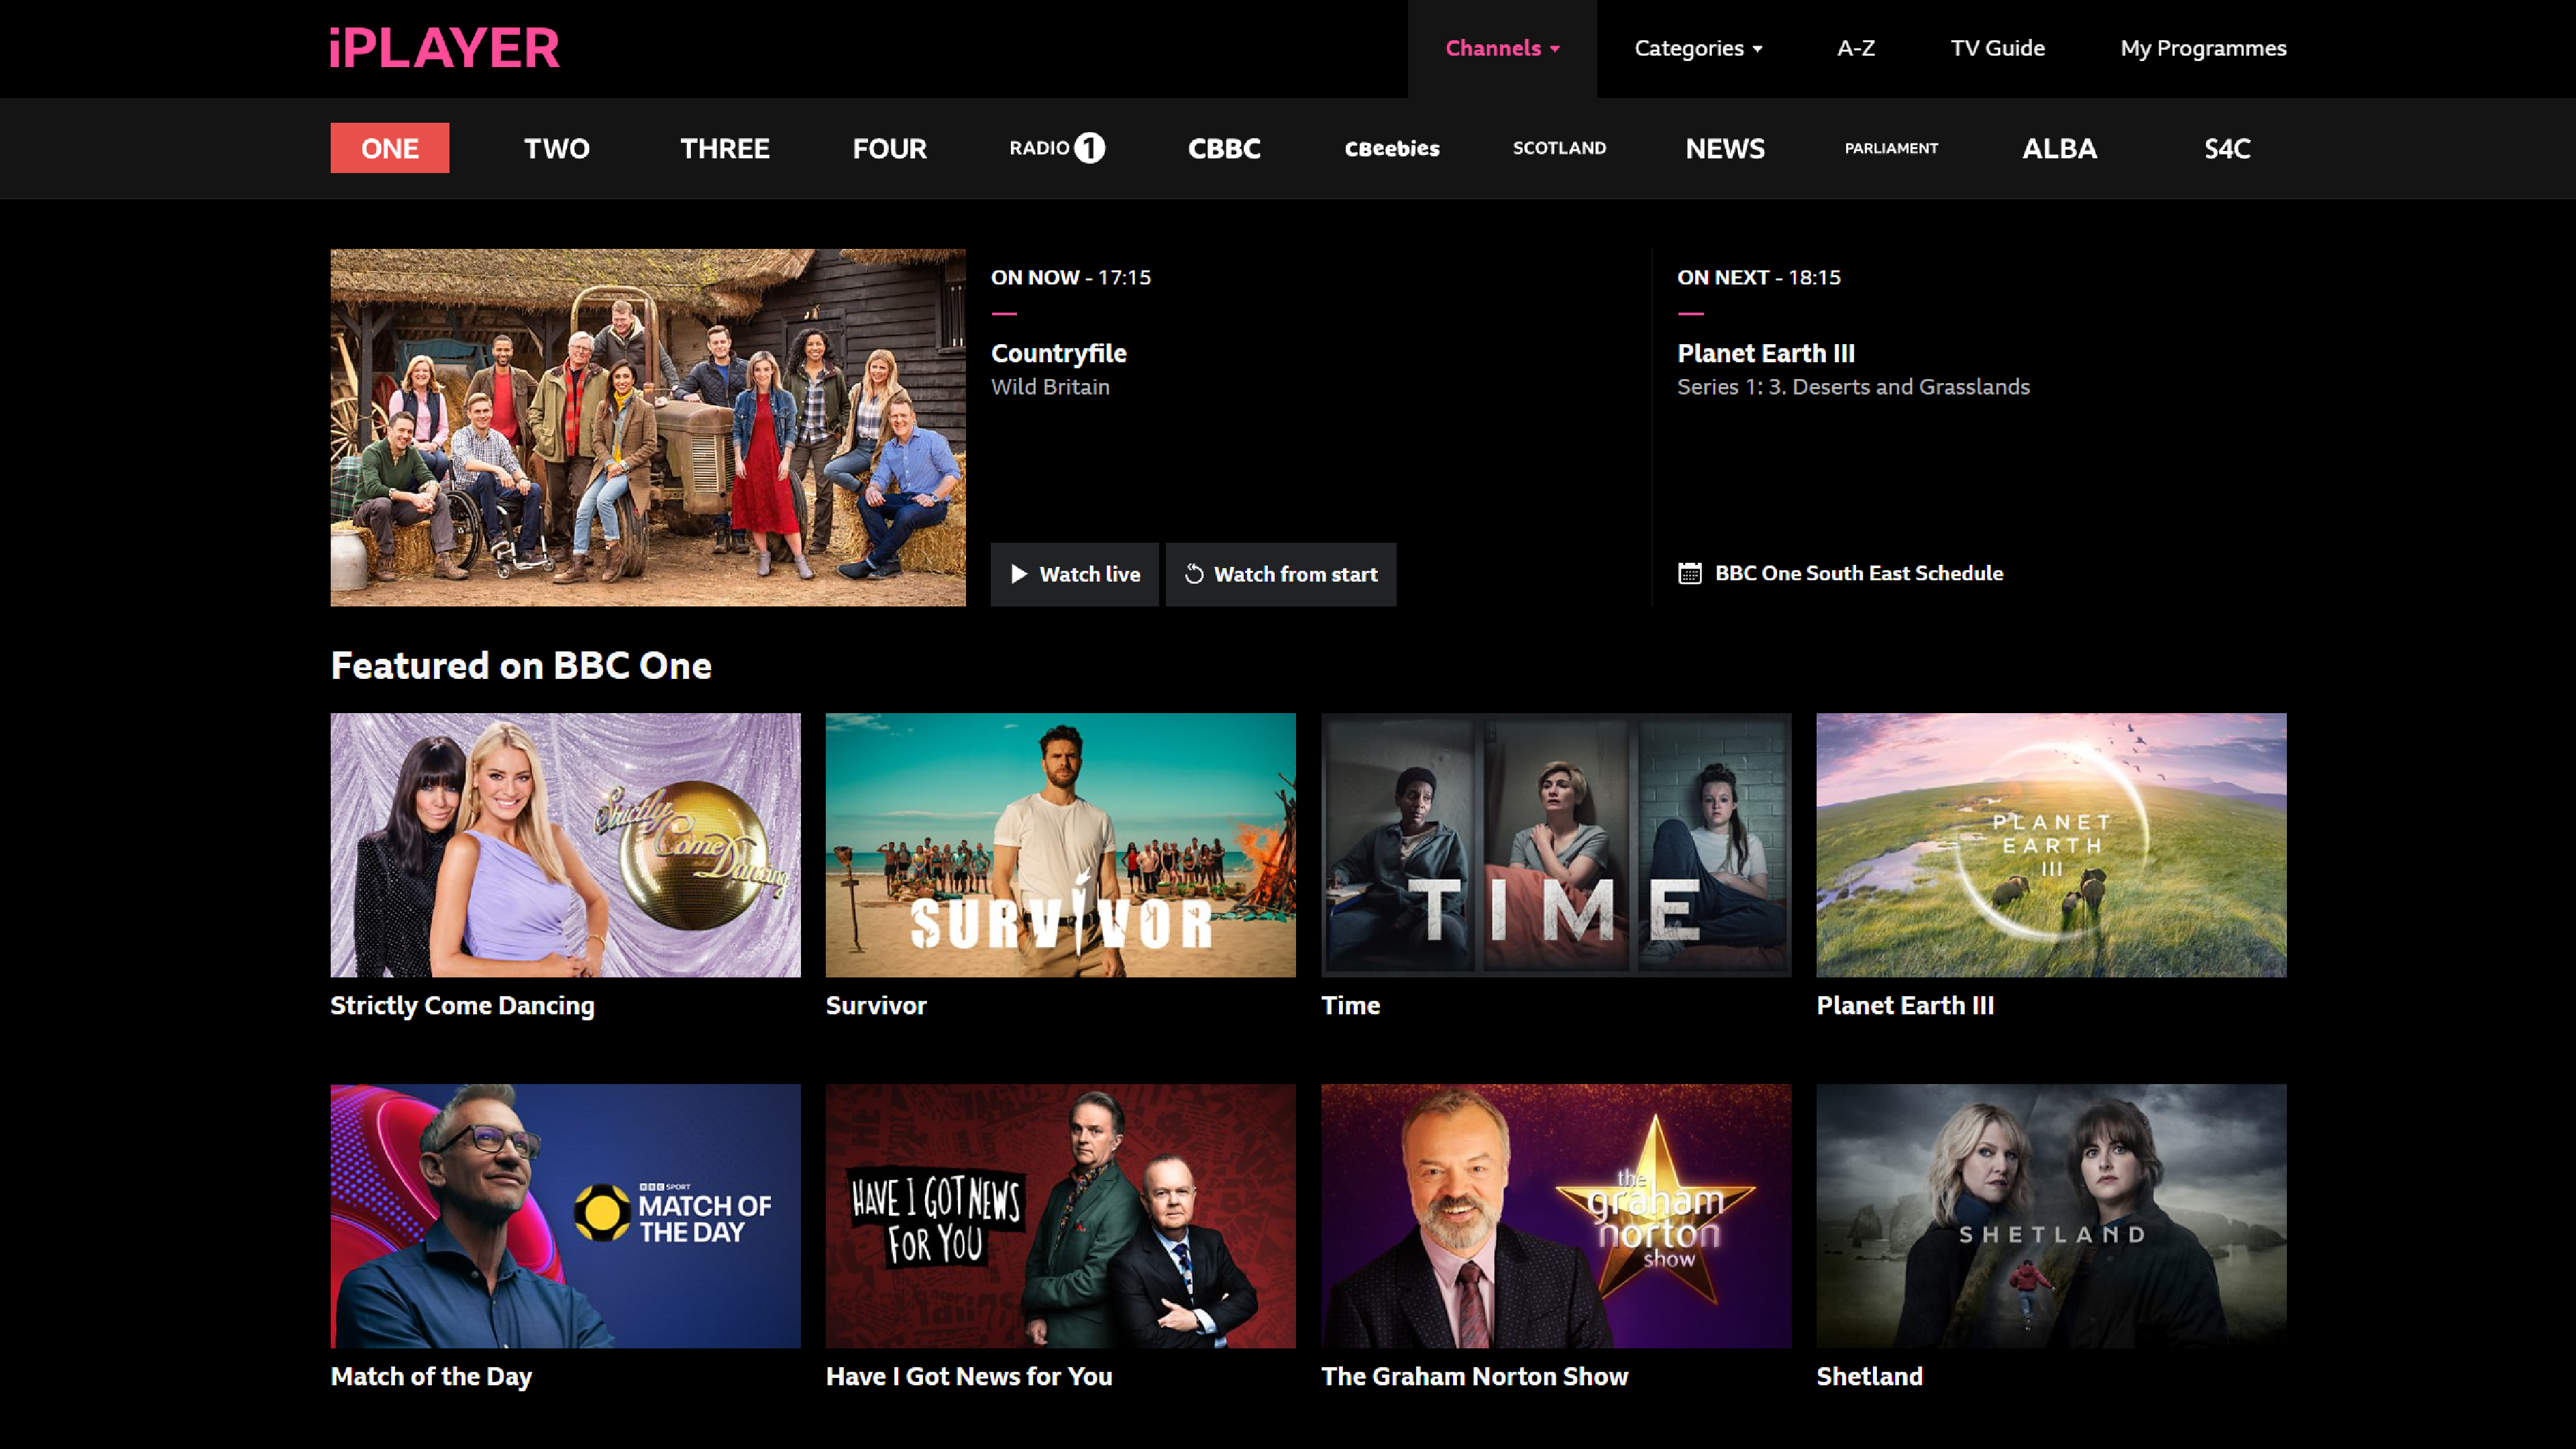 iPLAYER
Channels
Categories
A-Z
TV Guide
My Programmes
ONE
TWO
THREE
FOUR
RADIO 1
CBBC
CBeebies
SCOTLAND
NEWS
PARLIAMENT
ALBA
S4C
ON NOW - 17:15
Countryfile
Wild Britain
Watch live
Watch from start
ON NEXT - 18:15
Planet Earth III
Series 1: 3. Deserts and Grasslands
BBC One South East Schedule
Featured on BBC One
Strictly
Come
Dancing
SURVIVOR
TIME
PLANET
EARTH
III
Strictly Come Dancing
Survivor
Time
Planet Earth III
BBC SPORT
MATCH OF
THE DAY
HAVE I GOT NEWS
FOR YOU
the
graham
norton
show
SHETLAND
Match of the Day
Have I Got News for You
The Graham Norton Show
Shetland